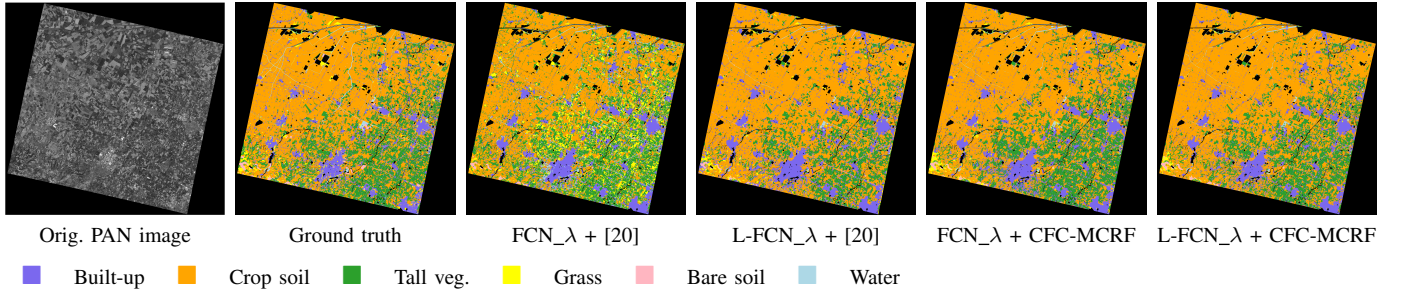 Orig. PAN image Ground truth FCN_λ + [20] L-FCN_λ + [20] FCN_λ + CFC-MCRF L-FCN_λ + CFC-MCRF
Built-up Crop soil Tall veg. Grass Bare soil Water